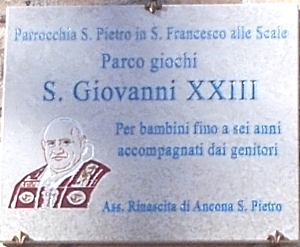 Parrocchia S. Pietro in S. Francesco alle Scale
Parco giochi
S. Giovanni XXIII
Per bambini fino a sei anni
accompagnati dai genitori
Ass. Rinascita di Ancona S. Pietro